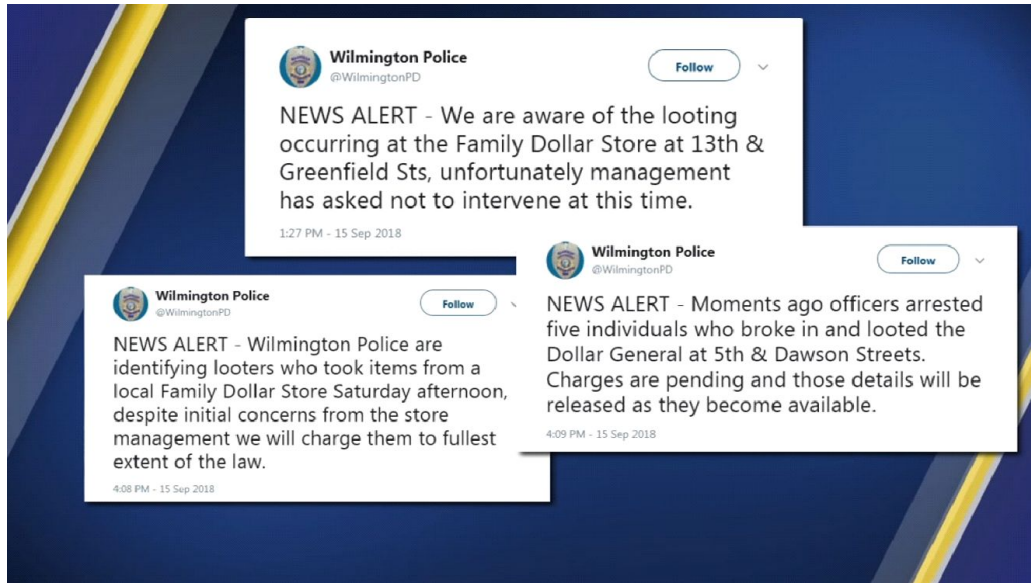 Wilmington Police
@WilmingtonPD
Follow
NEWS ALERT - We are aware of the looting
occurring at the Family Dollar Store at 13th &
Greenfield Sts, unfortunately management
has asked not to intervene at this time.
1:27 PM - 15 Sep 2018
Wilmington Police
@WilmingtonPD
Follow
NEWS ALERT - Wilmington Police are
identifying looters who took items from a
local Family Dollar Store Saturday afternoon,
despite initial concerns from the store
management we will charge them to fullest
extent of the law.
4:08 PM - 15 Sep 2018
Wilmington Police
@WilmingtonPD
Follow
NEWS ALERT - Moments ago officers arrested
five individuals who broke in and looted the
Dollar General at 5th & Dawson Streets.
Charges are pending and those details will be
released as they become available.
4:09 PM - 15 Sep 2018